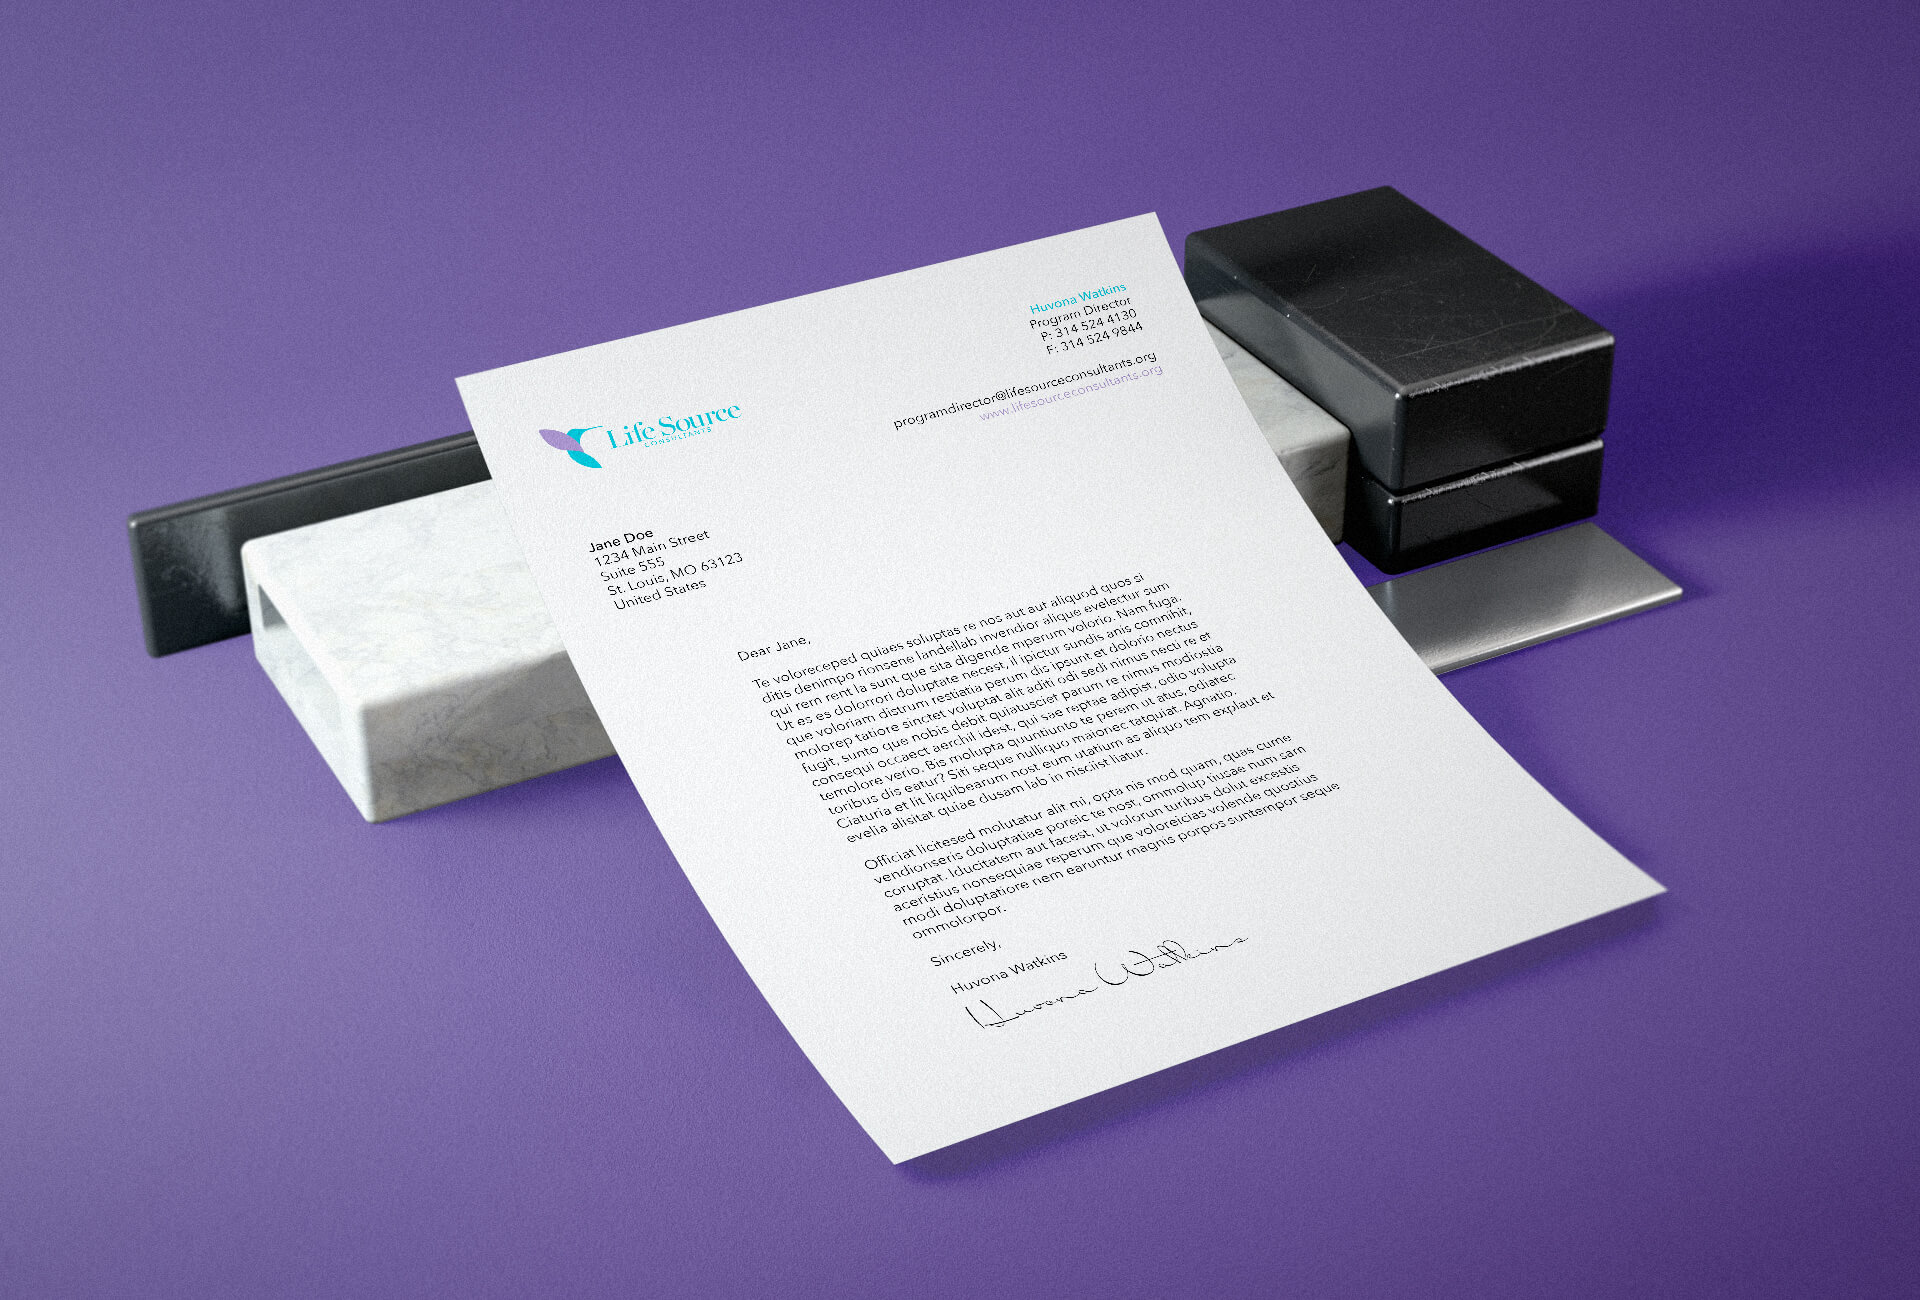 Life Source
CONSULTANTS
Huvona Watkins
Program Director
P: 314 524 4130
F: 314 524 9844
programdirector@lifesourceconsultants.org
www.lifesourceconsultants.org
Jane Doe
1234 Main Street
Suite 555
St. Louis, MO 63123
United States
Dear Jane,
Te voloreceped quiaes soluptas re nos aut aut aliquod quos si
ditis denimpo rionsene landellab invendior alique evelectur sum
qui rem rent la sunt que sita digende mperum volorio. Nam fuga.
Ut es es dolorrori doluptate necest, il ipictur sundis anis comnihit,
que voloriam distrum restiatia perum dis ipsunt et dolorio nectus
molorep tatiore sinctet voluptat alit aditi odi sedi nimus necti re et
fugit, sunto que nobis debit quiatusciet parum re nimus modiostia
consequi occaect aerchil idest, qui sae reptae adipist, odio volupta
temolore verio. Bis molupta quuntiunto te perem ut atus, odiatec
toribus dis eatur? Siti seque nulliquo maionec tatquiat. Agnatio.
Ciaturia et lit liquibearum nost eum utatium as aliquo tem explaut et
evelia alisitat quiae dusam lab in nisciist liatur.
Officiat licitesed molutatur alit mi, opta nis mod quam, quas cume
vendionseris doluptatiae poreic te nost, ommolup tiusae num sam
coruptat. Iducitatem aut facest, ut volorun turibus dolut excestis
aceristius nonsequiae reperum que voloreicias volende quostius
modi doluptatiore nem earuntur magnis porpos suntempor seque
ommolorpor.
Sincerely,
Huvona Watkins
Huvona Watkins